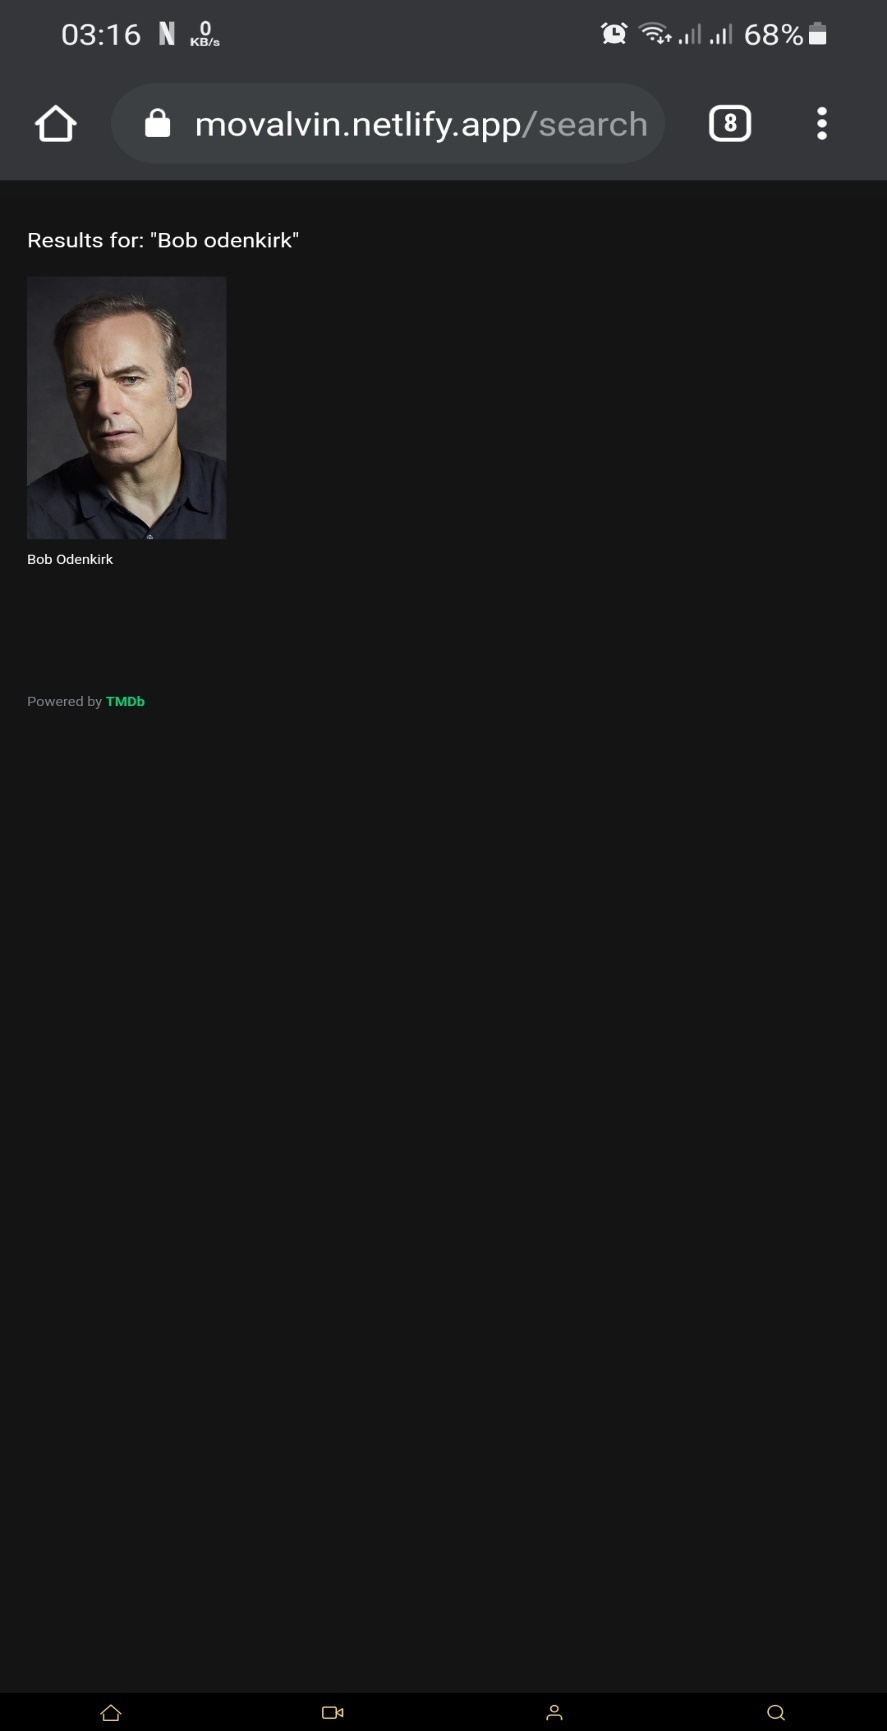 03:16 N 0 KB/s 68%
movalvin.netlify.app/search 8
Results for: "Bob odenkirk"
Bob Odenkirk
Powered by TMDb